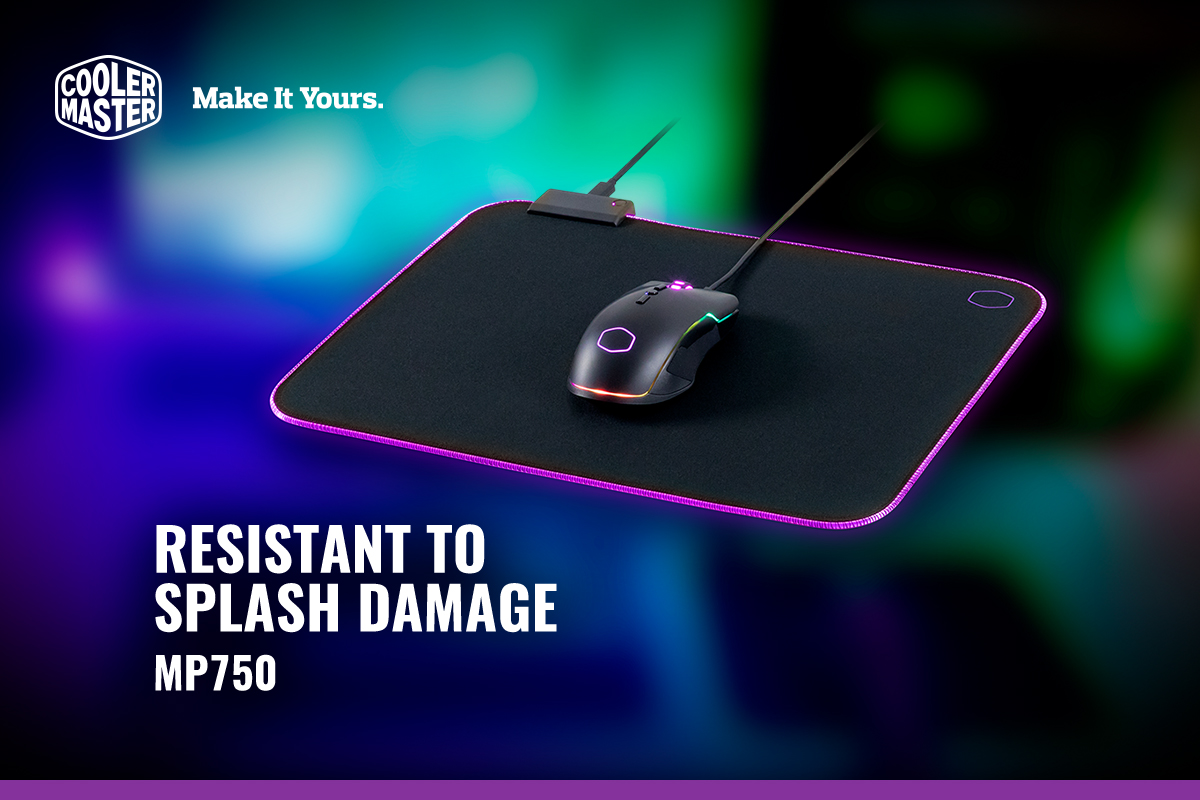 COOLER
MASTER
Make It Yours.
RESISTANT TO
SPLASH DAMAGE
MP750